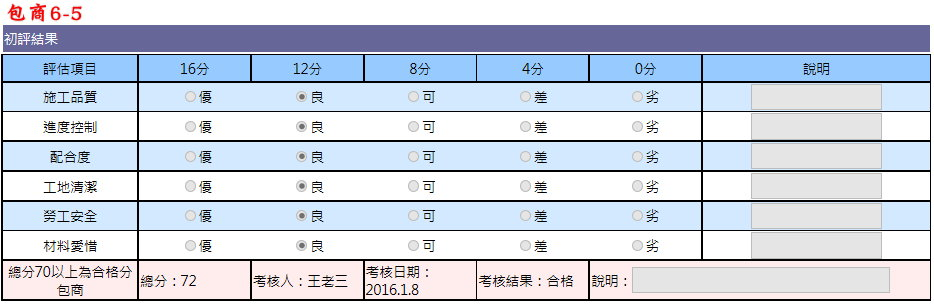 包商6-5
初評結果
評估項目 16分 12分 8分 4分 0分 說明
施工品質 優 良 可 差 劣
進度控制 優 良 可 差 劣
配合度 優 良 可 差 劣
工地清潔 優 良 可 差 劣
勞工安全 優 良 可 差 劣
材料愛惜 優 良 可 差 劣
總分70以上為合格分包商 總分：72 考核人：王老三 考核日期：2016.1.8 考核結果：合格 說明：